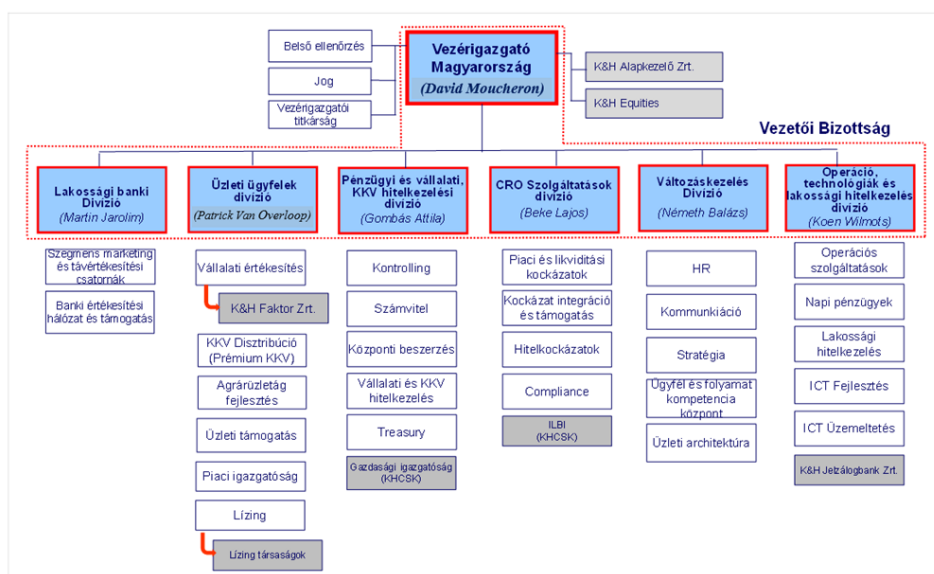 Belső ellenőrzés
Jog
Vezérigazgatói
titkárság
Vezérigazgató
Magyarország
(David Moucheron)
K&H Alapkezelő Zrt.
K&H Equities
Vezetői Bizottság
Lakossági banki
Divízió
(Martin Jarolim)
Üzleti ügyfelek
divízió
(Patrick Van Overloop)
Pénzügyi és vállalati,
KKV hitelkezelési
divízió
(Gombás Attila)
CRO Szolgáltatások
divízió
(Beke Lajos)
Változáskezelés
Divízió
(Németh Balázs)
Operáció,
technológiák és
lakossági hitelkezelés
divízió
(Koen Wilmots)
Szegmens marketing
és távértékesítési
csatornák
Banki értékesítési
hálózat és támogatás
Vállalati értékesítés
K&H Faktor Zrt.
KKV Disztribúció
(Prémium KKV)
Agrárüzletág
fejlesztés
Üzleti támogatás
Piaci igazgatóság
Lízing
Lízing társaságok
Kontrolling
Számvitel
Központi beszerzés
Vállalati és KKV
hitelkezelés
Treasury
Gazdasági igazgatóság
(KHCSK)
Piaci és likviditási
kockázatok
Kockázat integráció
és támogatás
Hitelkockázatok
Compliance
ILBI
(KHCSK)
HR
Kommunkiáció
Stratégia
Ügyfél és folyamat
kompetencia
központ
Üzleti architektúra
Operációs
szolgáltatások
Napi pénzügyek
Lakossági
hitelkezelés
ICT Fejlesztés
ICT Üzemeltetés
K&H Jelzálogbank Zrt.